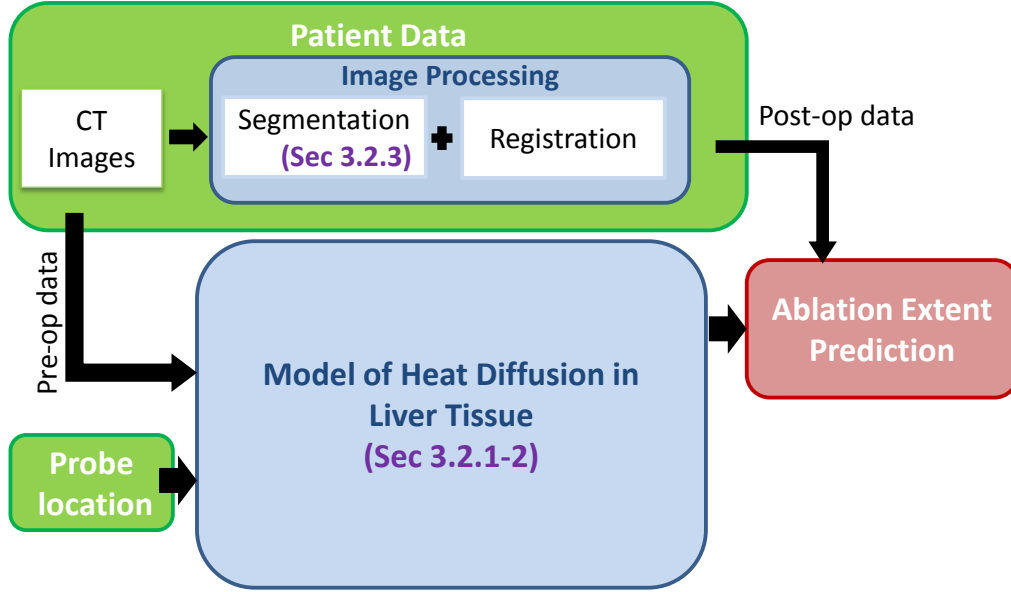 Patient Data
Image Processing
CT
Images
Segmentation
(Sec 3.2.3)
Registration
Post-op data
Pre-op data
Model of Heat Diffusion in
Liver Tissue
(Sec 3.2.1-2)
Ablation Extent
Prediction
Probe
location